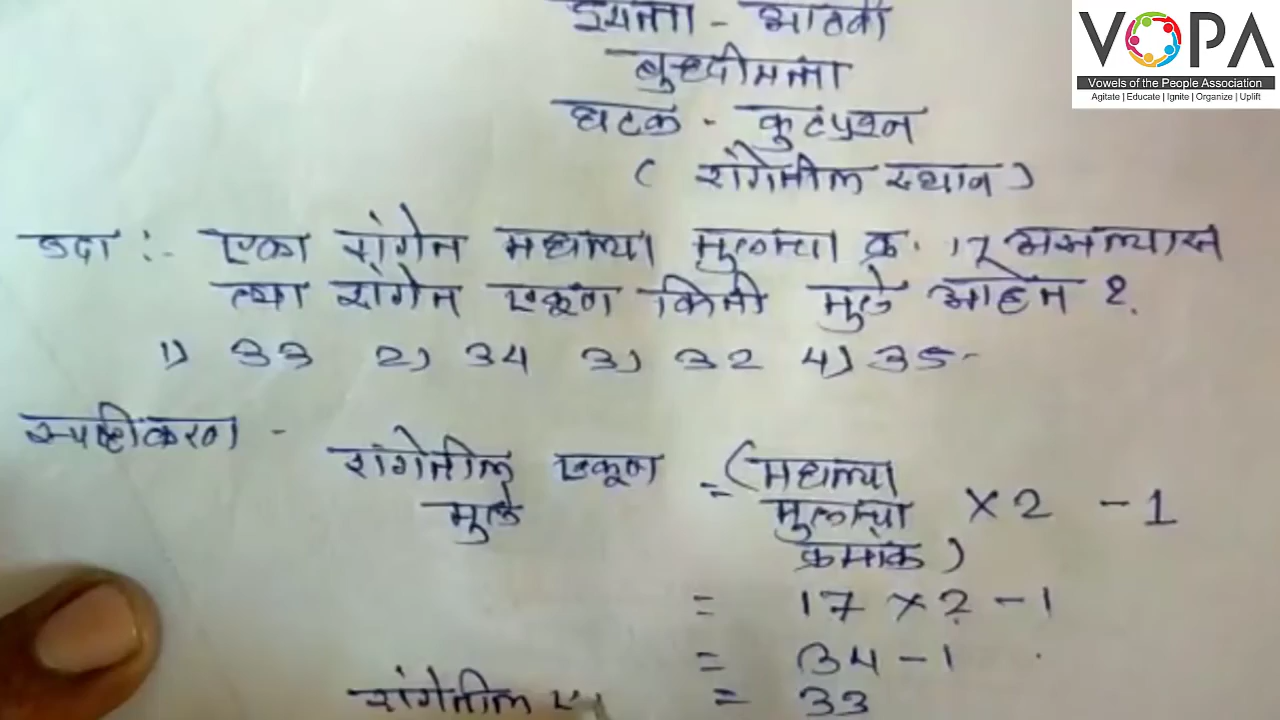 इयत्ता - आठवी
VOPA
Vowels of the People Association
Agitate | Educate | Ignite | Organize | Uplift
बुध्दीमत्ता
घटक - कुटप्रश्न
( रांगेतील स्थान )
उदा :- एका रांगेत मधल्या मुलाचा क्र. 17 असल्यास
त्या रांगेत एकूण किती मुले आहेत ?
1) 33 2) 34 3) 32 4) 35
स्पष्टीकरण -
रांगेतील एकूण मुले = ( मधल्या मुलाचा क्रमांक ) × 2 - 1
= 17 × 2 - 1
= 34 - 1
रांगेतील = 33